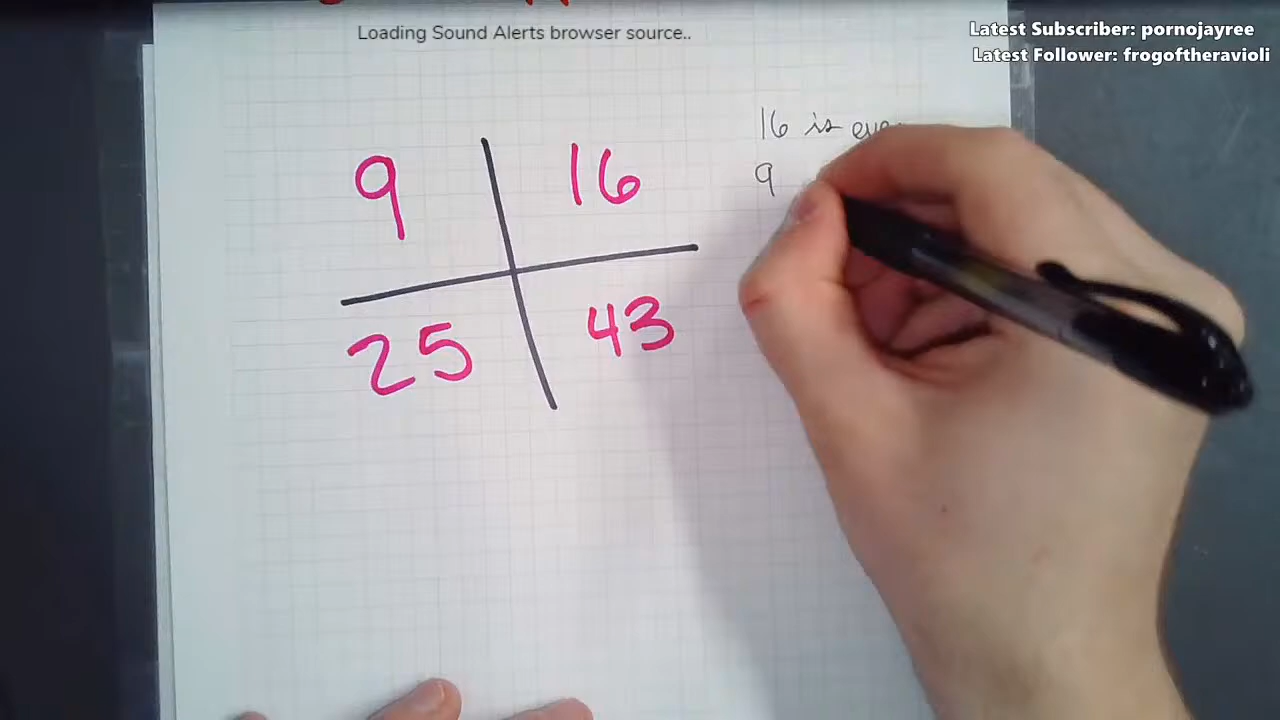 Loading Sound Alerts browser source..
Latest Subscriber: pornojayree
Latest Follower: frogoftheravioli
9 16
25 43
16 is
9